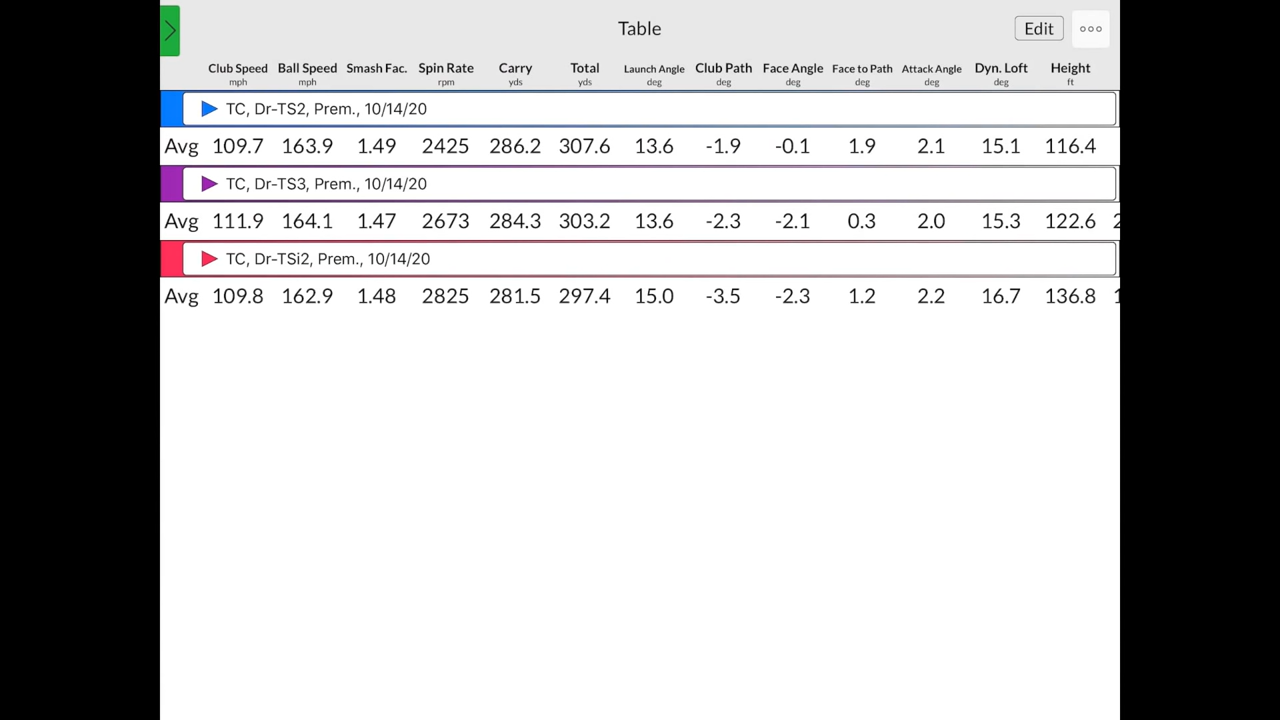 Table Edit
Club Speed Ball Speed Smash Fac. Spin Rate Carry Total Launch Angle Club Path Face Angle Face to Path Attack Angle Dyn. Loft Height
mph mph rpm yds yds deg deg deg deg deg deg ft
TC, Dr-TS2, Prem., 10/14/20
Avg 109.7 163.9 1.49 2425 286.2 307.6 13.6 -1.9 -0.1 1.9 2.1 15.1 116.4
TC, Dr-TS3, Prem., 10/14/20
Avg 111.9 164.1 1.47 2673 284.3 303.2 13.6 -2.3 -2.1 0.3 2.0 15.3 122.6
TC, Dr-TSi2, Prem., 10/14/20
Avg 109.8 162.9 1.48 2825 281.5 297.4 15.0 -3.5 -2.3 1.2 2.2 16.7 136.8